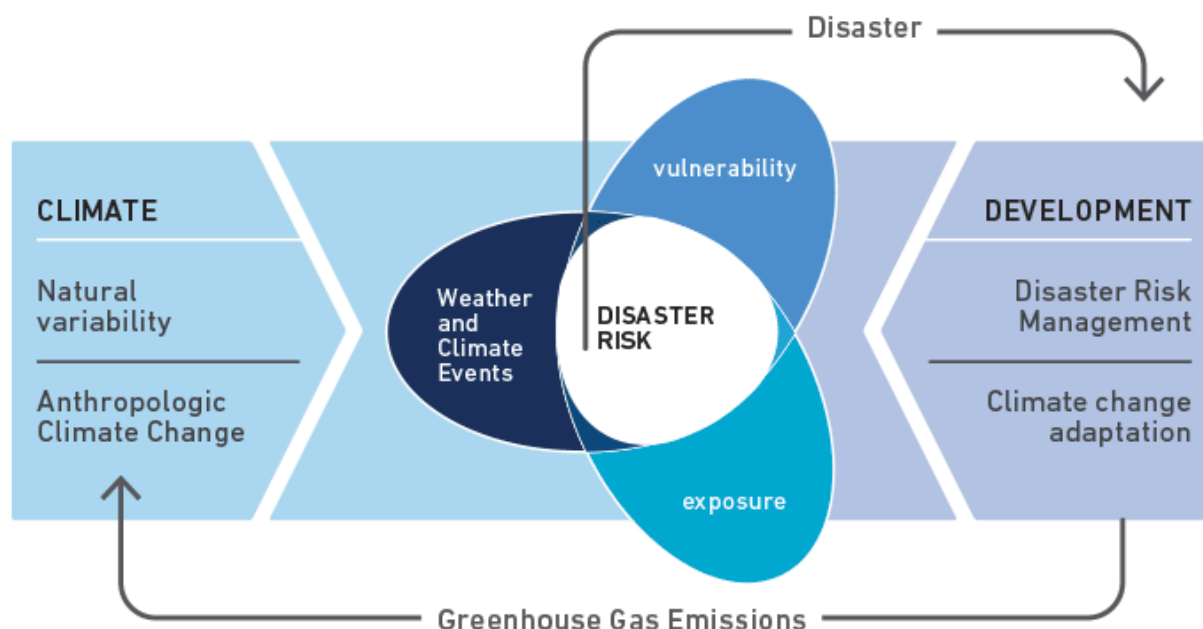 Disaster
vulnerability
CLIMATE
Natural
variability
Anthropologic
Climate Change
Weather
and
Climate
Events
DISASTER
RISK
exposure
DEVELOPMENT
Disaster Risk
Management
Climate change
adaptation
Greenhouse Gas Emissions